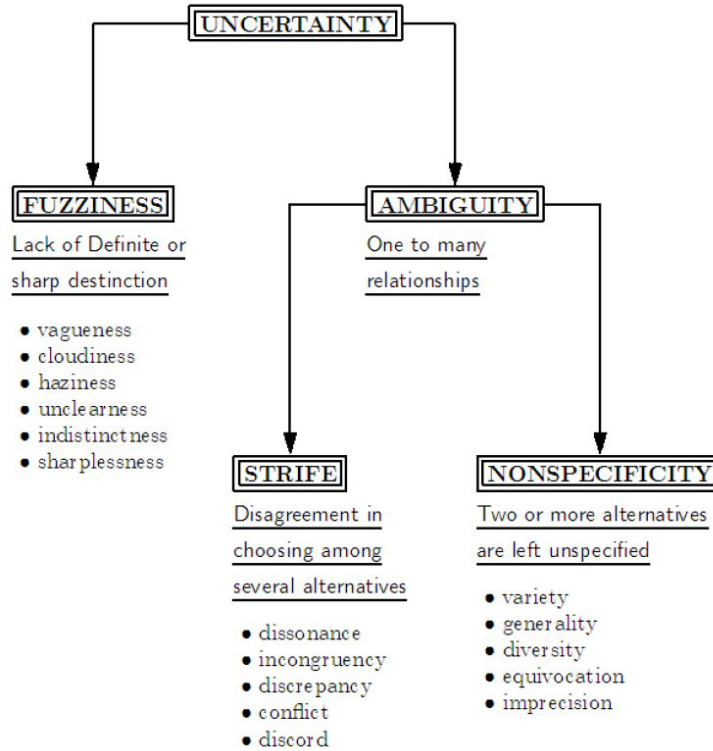 UNCERTAINTY
FUZZINESS
Lack of Definite or
sharp destinction
• vagueness
• cloudiness
• haziness
• unclearness
• indistinctness
• sharplessness
AMBIGUITY
One to many
relationships
STRIFE
Disagreement in
choosing among
several alternatives
• dissonance
• incongruency
• discrepancy
• conflict
• discord
NONSPECIFICITY
Two or more alternatives
are left unspecified
• variety
• generality
• diversity
• equivocation
• imprecision